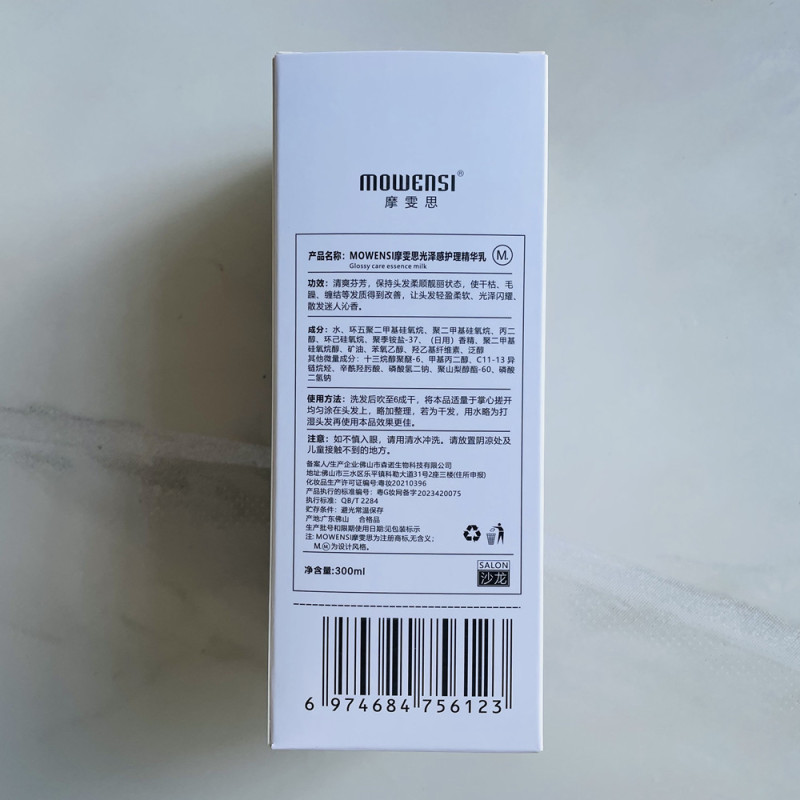 MOWENSI®
摩雯思
产品名称：MOWENSI摩雯思光泽感护理精华乳 M.
Glossy care essence milk
功效：清爽芬芳，保持头发柔顺靓丽状态，使干枯、毛
躁、缠结等发质得到改善，让头发轻盈柔软、光泽闪耀、
散发迷人沁香。
成分：水、环五聚二甲基硅氧烷、聚二甲基硅氧烷、丙二
醇、环己硅氧烷、聚季铵盐-37、（日用）香精、聚二甲基
硅氧烷醇、矿油、苯氧乙醇、羟乙基纤维素、泛醇
其他微量成分：十三烷醇聚醚-6、甲基丙二醇、C11-13 异
链烷烃、辛酰羟肟酸、磷酸氢二钠、聚山梨醇酯-60、磷酸
二氢钠
使用方法：洗发后吹至6成干，将本品适量于掌心搓开
均匀涂在头发上，略加整理，若为干发，用水略为打
湿头发再使用本品效果更佳。
注意：如不慎入眼，请用清水冲洗。请放置阴凉处及
儿童接触不到的地方。
备案人/生产企业:佛山市森诺生物科技有限公司
地址:佛山市三水区乐平镇科勒大道31号2座三楼(住所申报)
化妆品生产许可证编号:粤妆20210396
产品执行的标准编号：粤G妆网备字2023420075
执行标准：QB/T 2284
贮存条件：避光常温保存
产地:广东佛山 合格品
生产批号和限期使用日期:见包装标示
注: MOWENSI摩雯思为注册商标,无含义；
M.Ⓜ为设计风格。
净含量:300ml
SALON
沙龙
6 974684 756123